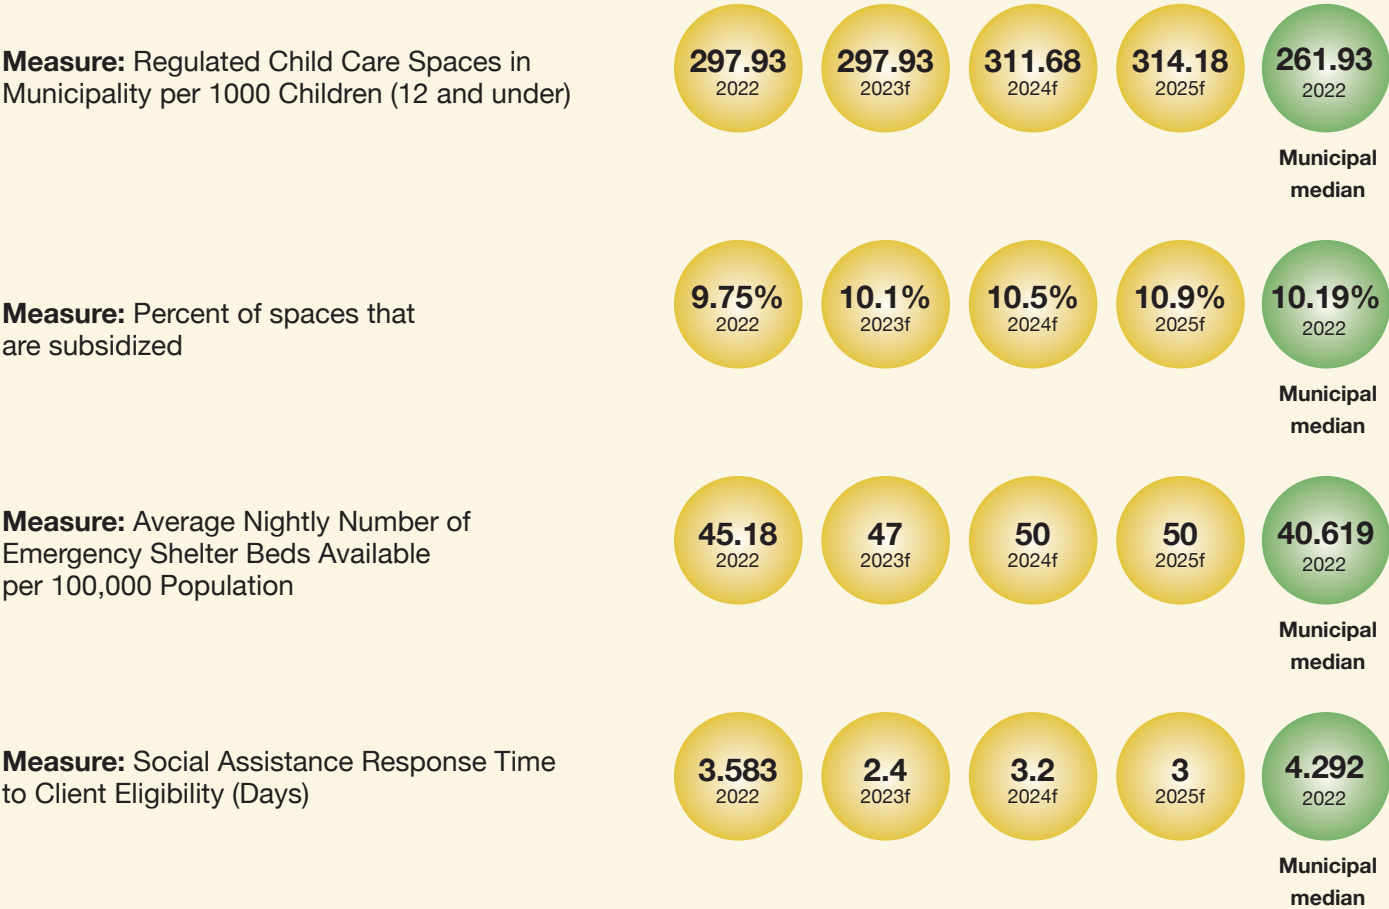 Measure: Regulated Child Care Spaces in
Municipality per 1000 Children (12 and under)
297.93 297.93 311.68 314.18 261.93
2022 2023f 2024f 2025f 2022
Municipal
median
Measure: Percent of spaces that
are subsidized
9.75% 10.1% 10.5% 10.9% 10.19%
2022 2023f 2024f 2025f 2022
Municipal
median
Measure: Average Nightly Number of
Emergency Shelter Beds Available
per 100,000 Population
45.18 47 50 50 40.619
2022 2023f 2024f 2025f 2022
Municipal
median
Measure: Social Assistance Response Time
to Client Eligibility (Days)
3.583 2.4 3.2 3 4.292
2022 2023f 2024f 2025f 2022
Municipal
median